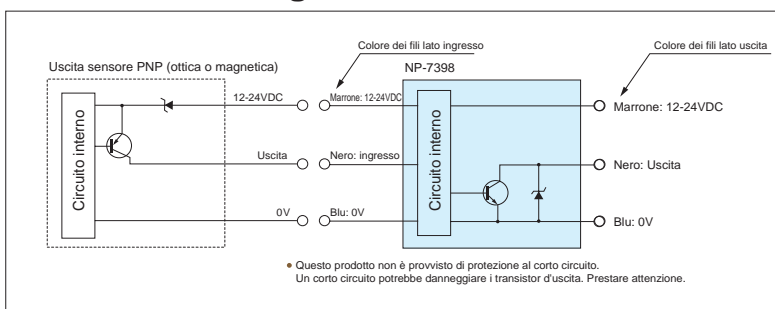 Colore dei fili lato ingresso
Colore dei fili lato uscita
Uscita sensore PNP (ottica o magnetica)
NP-7398
Circuito interno
12-24VDC
Marrone: 12-24VDC
Circuito interno
Marrone: 12-24VDC
Uscita
Nero: ingresso
Nero: Uscita
0V
Blu: 0V
Blu: 0V
• Questo prodotto non è provvisto di protezione al corto circuito.
Un corto circuito potrebbe danneggiare i transistor d'uscita. Prestare attenzione.